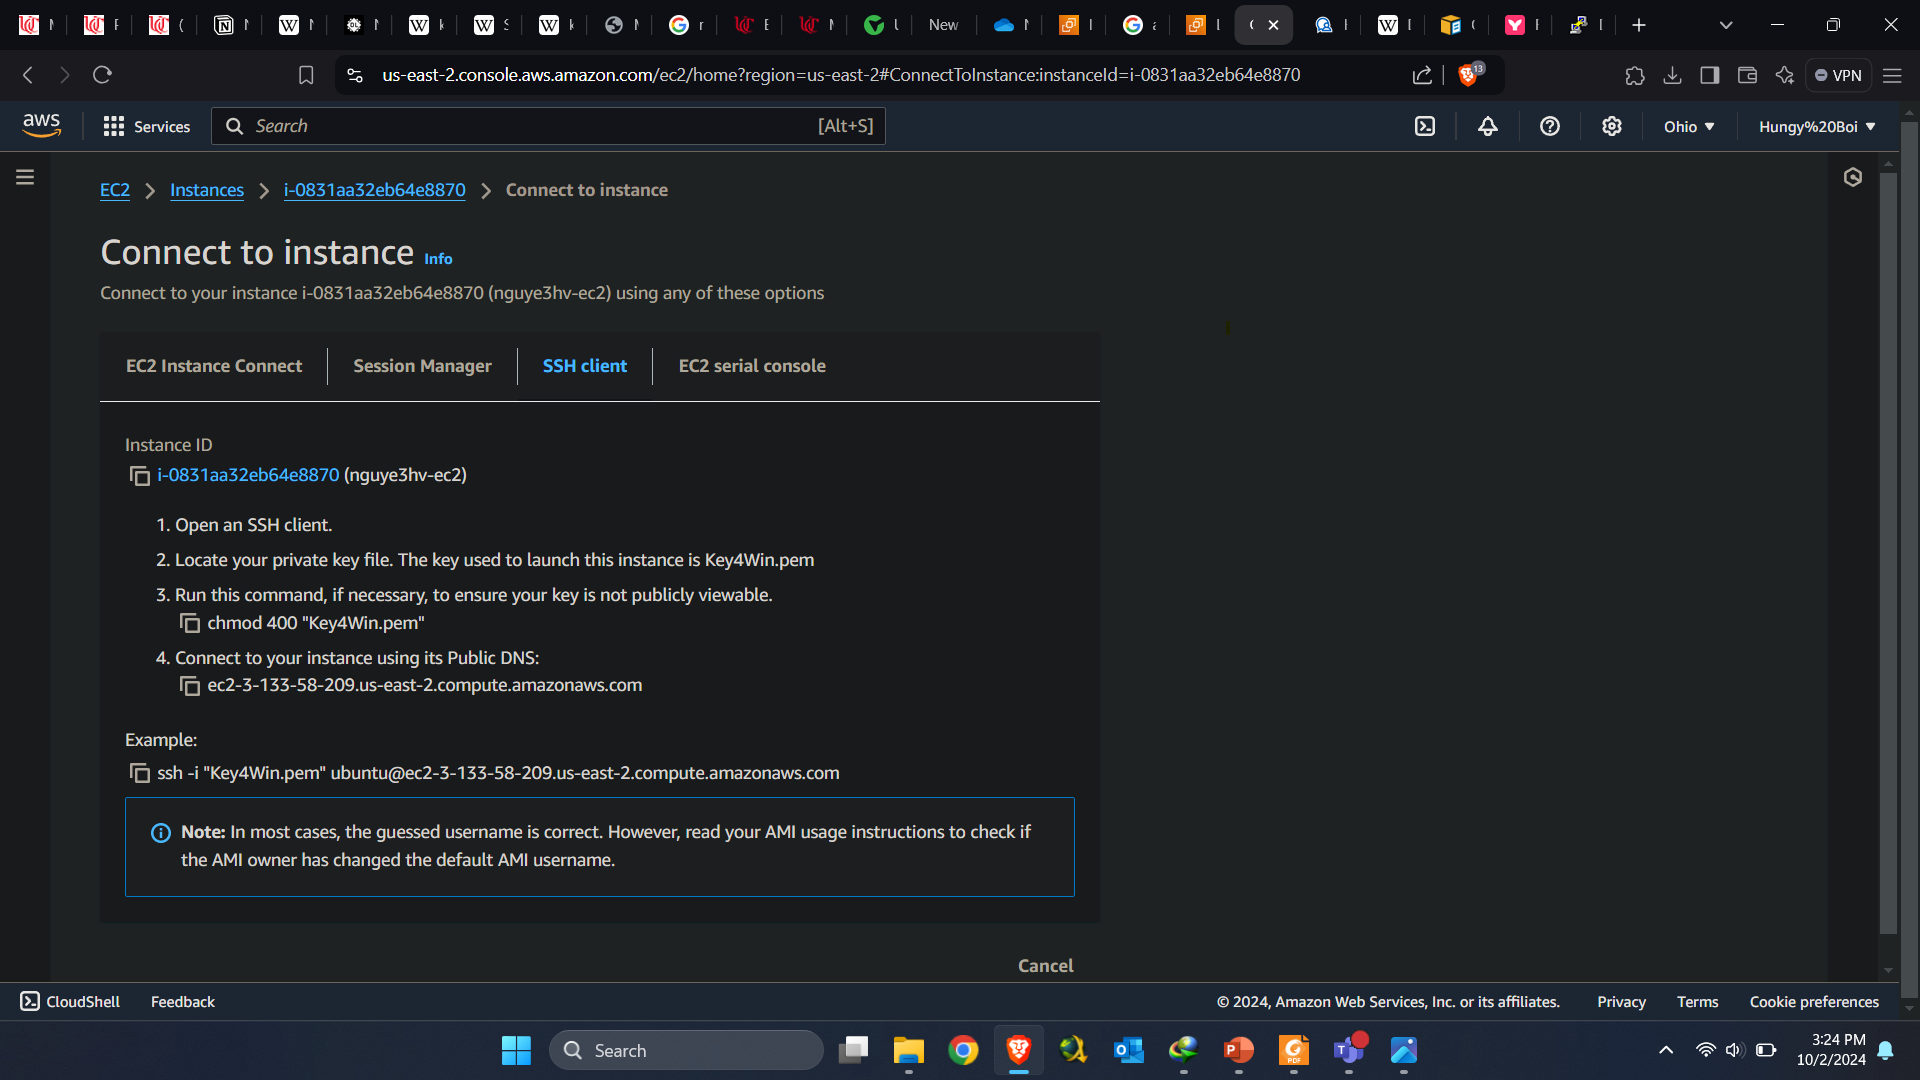 New
us-east-2.console.aws.amazon.com/ec2/home?region=us-east-2#ConnectToInstance:instanceId=i-0831aa32eb64e8870
13
VPN
aws
Services
Search
[Alt+S]
Ohio
Hungy%20Boi
EC2
Instances
i-0831aa32eb64e8870
Connect to instance
Connect to instance Info
Connect to your instance i-0831aa32eb64e8870 (nguye3hv-ec2) using any of these options
EC2 Instance Connect
Session Manager
SSH client
EC2 serial console
Instance ID
i-0831aa32eb64e8870 (nguye3hv-ec2)
1. Open an SSH client.
2. Locate your private key file. The key used to launch this instance is Key4Win.pem
3. Run this command, if necessary, to ensure your key is not publicly viewable.
chmod 400 "Key4Win.pem"
4. Connect to your instance using its Public DNS:
ec2-3-133-58-209.us-east-2.compute.amazonaws.com
Example:
ssh -i "Key4Win.pem" ubuntu@ec2-3-133-58-209.us-east-2.compute.amazonaws.com
Note: In most cases, the guessed username is correct. However, read your AMI usage instructions to check if
the AMI owner has changed the default AMI username.
Cancel
CloudShell
Feedback
© 2024, Amazon Web Services, Inc. or its affiliates.
Privacy
Terms
Cookie preferences
Search
3:24 PM
10/2/2024